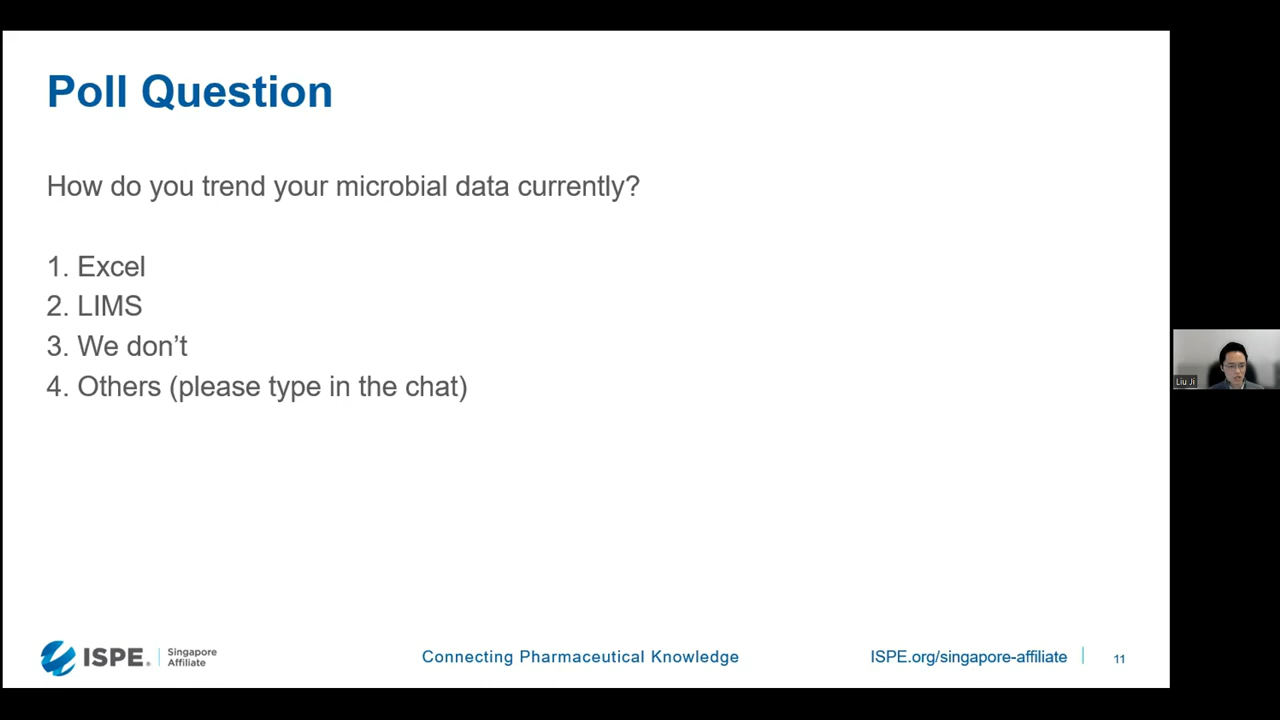 Poll Question
How do you trend your microbial data currently?
1. Excel
2. LIMS
3. We don’t
4. Others (please type in the chat)
Liu Ji
ISPE.
Singapore
Affiliate
Connecting Pharmaceutical Knowledge
ISPE.org/singapore-affiliate
11